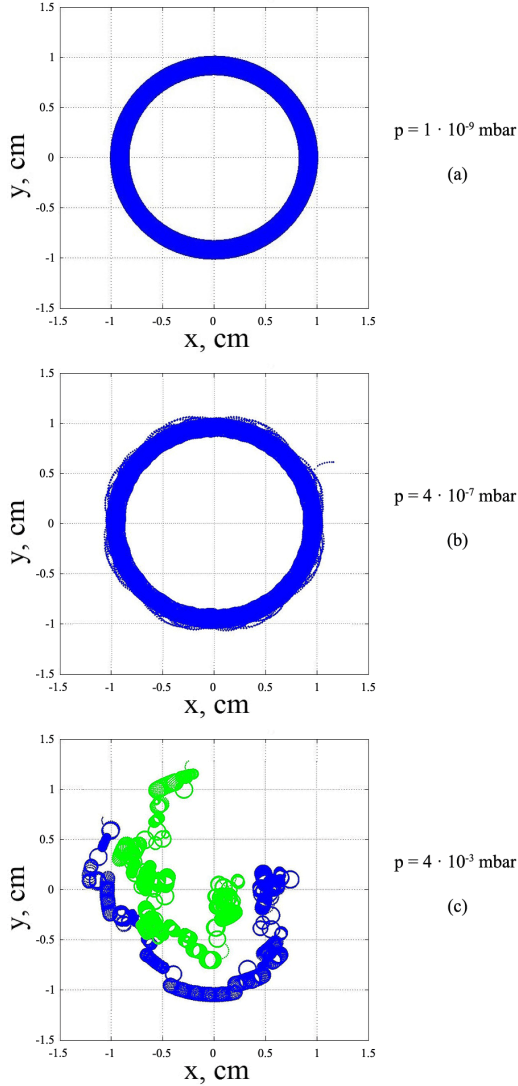 1.5
1
0.5
0
-0.5
-1
-1.5
y, cm
-1.5 -1 -0.5 0 0.5 1 1.5
x, cm
p = 1 · 10⁻⁹ mbar
(a)
1.5
1
0.5
0
-0.5
-1
-1.5
y, cm
-1.5 -1 -0.5 0 0.5 1 1.5
x, cm
p = 4 · 10⁻⁷ mbar
(b)
1.5
1
0.5
0
-0.5
-1
-1.5
y, cm
-1.5 -1 -0.5 0 0.5 1 1.5
x, cm
p = 4 · 10⁻³ mbar
(c)